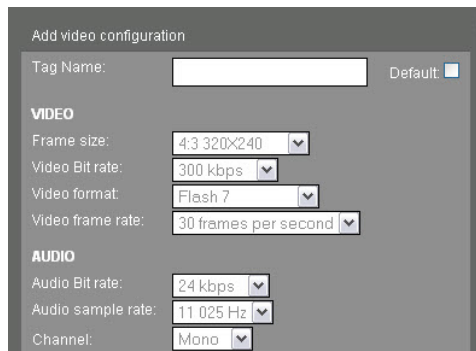 Add video configuration
Tag Name: Default:
VIDEO
Frame size: 4:3 320X240
Video Bit rate: 300 kbps
Video format: Flash 7
Video frame rate: 30 frames per second
AUDIO
Audio Bit rate: 24 kbps
Audio sample rate: 11 025 Hz
Channel: Mono